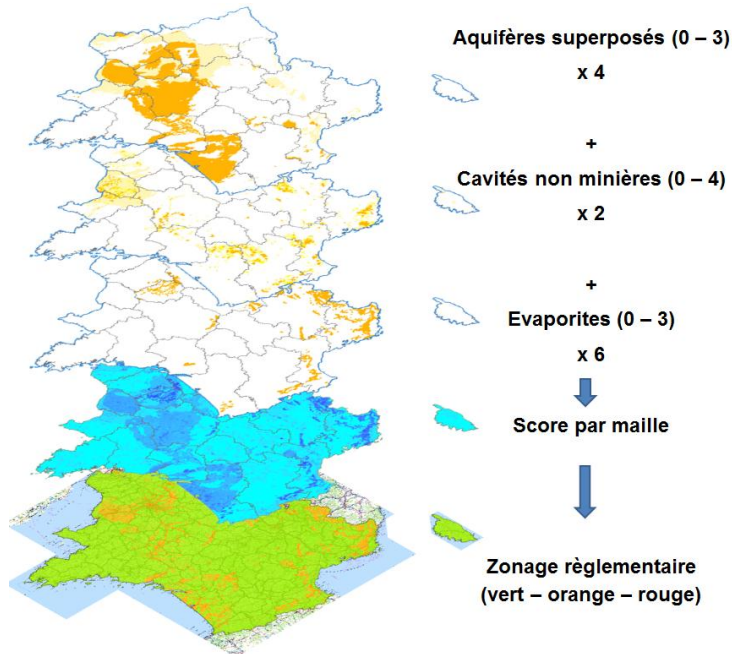 Aquifères superposés (0 – 3)
x 4
+
Cavités non minières (0 – 4)
x 2
+
Evaporites (0 – 3)
x 6
Score par maille
Zonage règlementaire
(vert – orange – rouge)